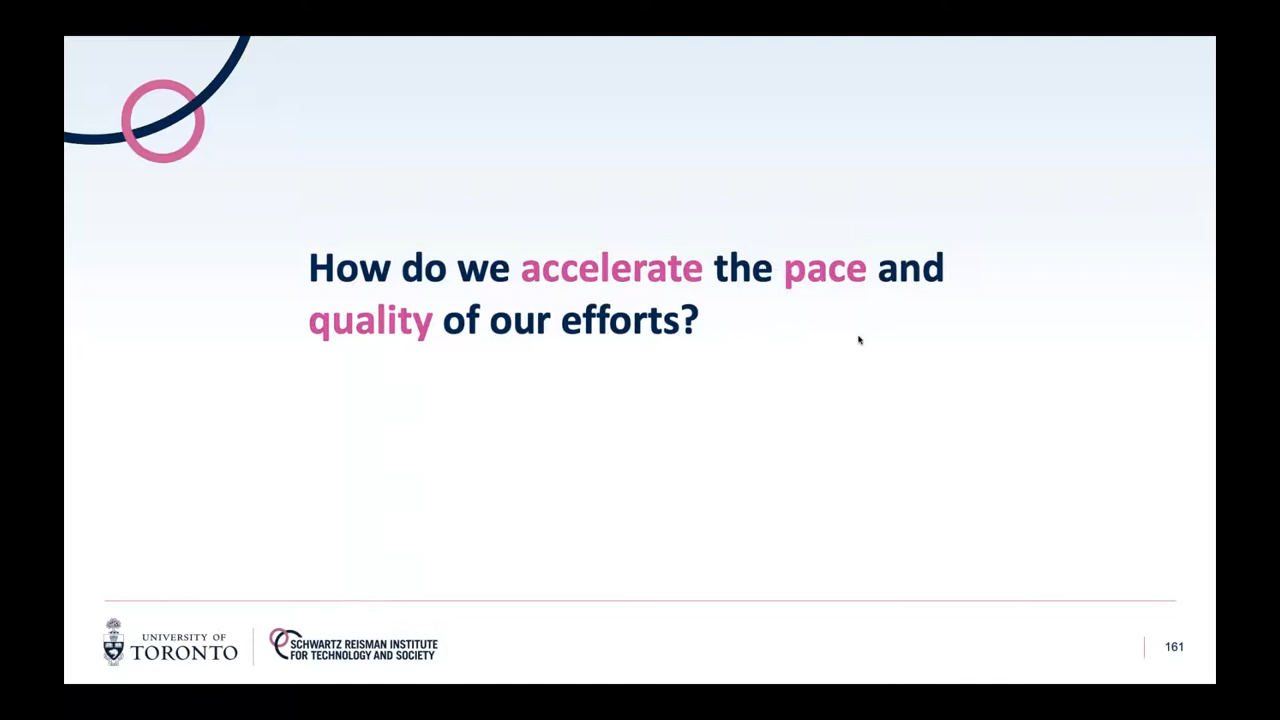 How do we accelerate the pace and
quality of our efforts?
UNIVERSITY OF
TORONTO
SCHWARTZ REISMAN INSTITUTE
FOR TECHNOLOGY AND SOCIETY
161